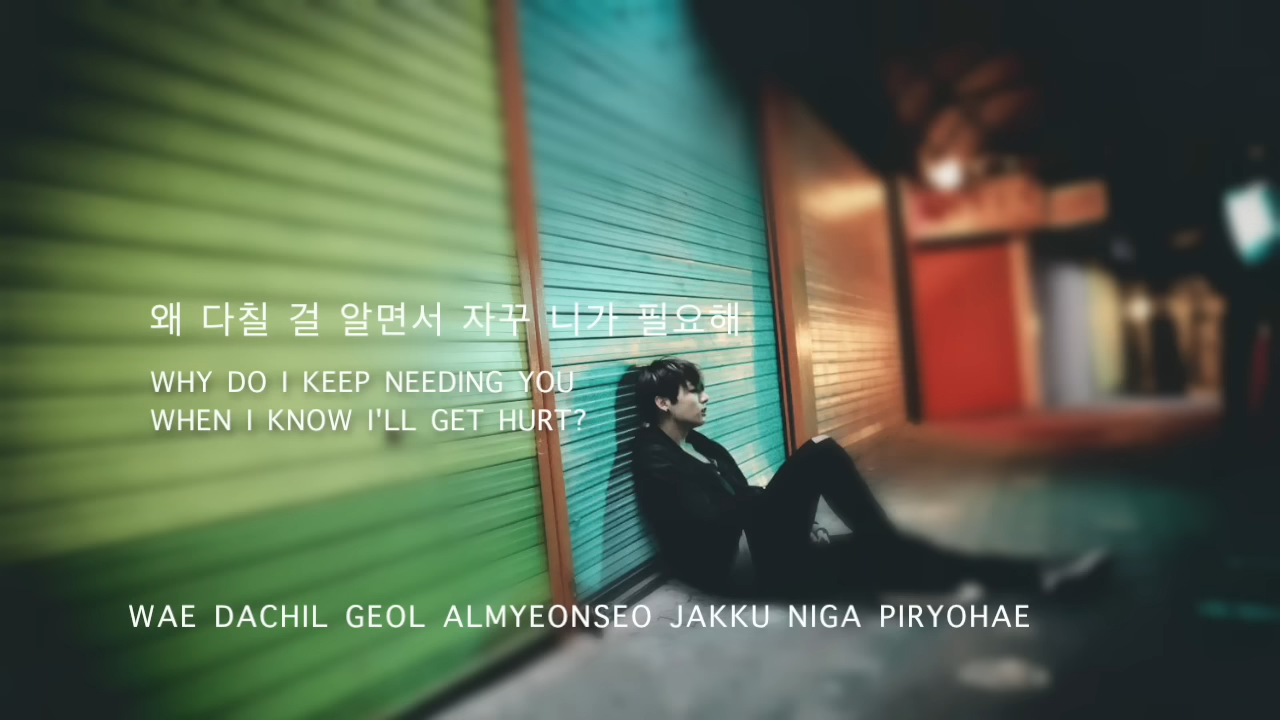 왜 다칠 걸 알면서 자꾸 니가 필요해
WHY DO I KEEP NEEDING YOU
WHEN I KNOW I'LL GET HURT?
WAE DACHIL GEOL ALMYEONSEO JAKKU NIGA PIRYOHAE